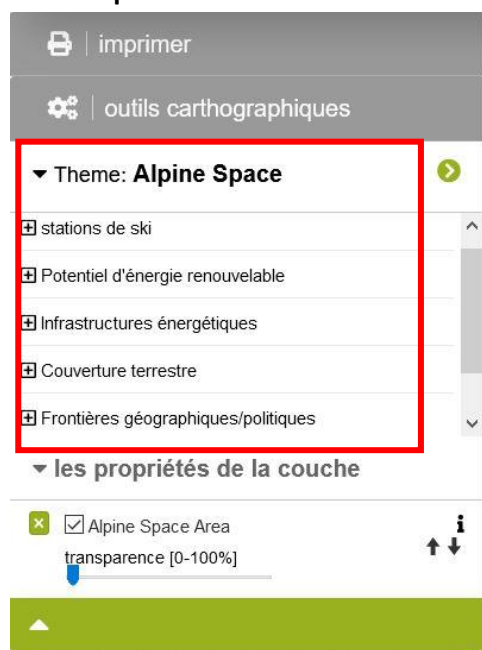 imprimer
outils carthographiques
Theme: Alpine Space
stations de ski
Potentiel d'énergie renouvelable
Infrastructures énergétiques
Couverture terrestre
Frontières géographiques/politiques
les propriétés de la couche
Alpine Space Area
transparence [0-100%]